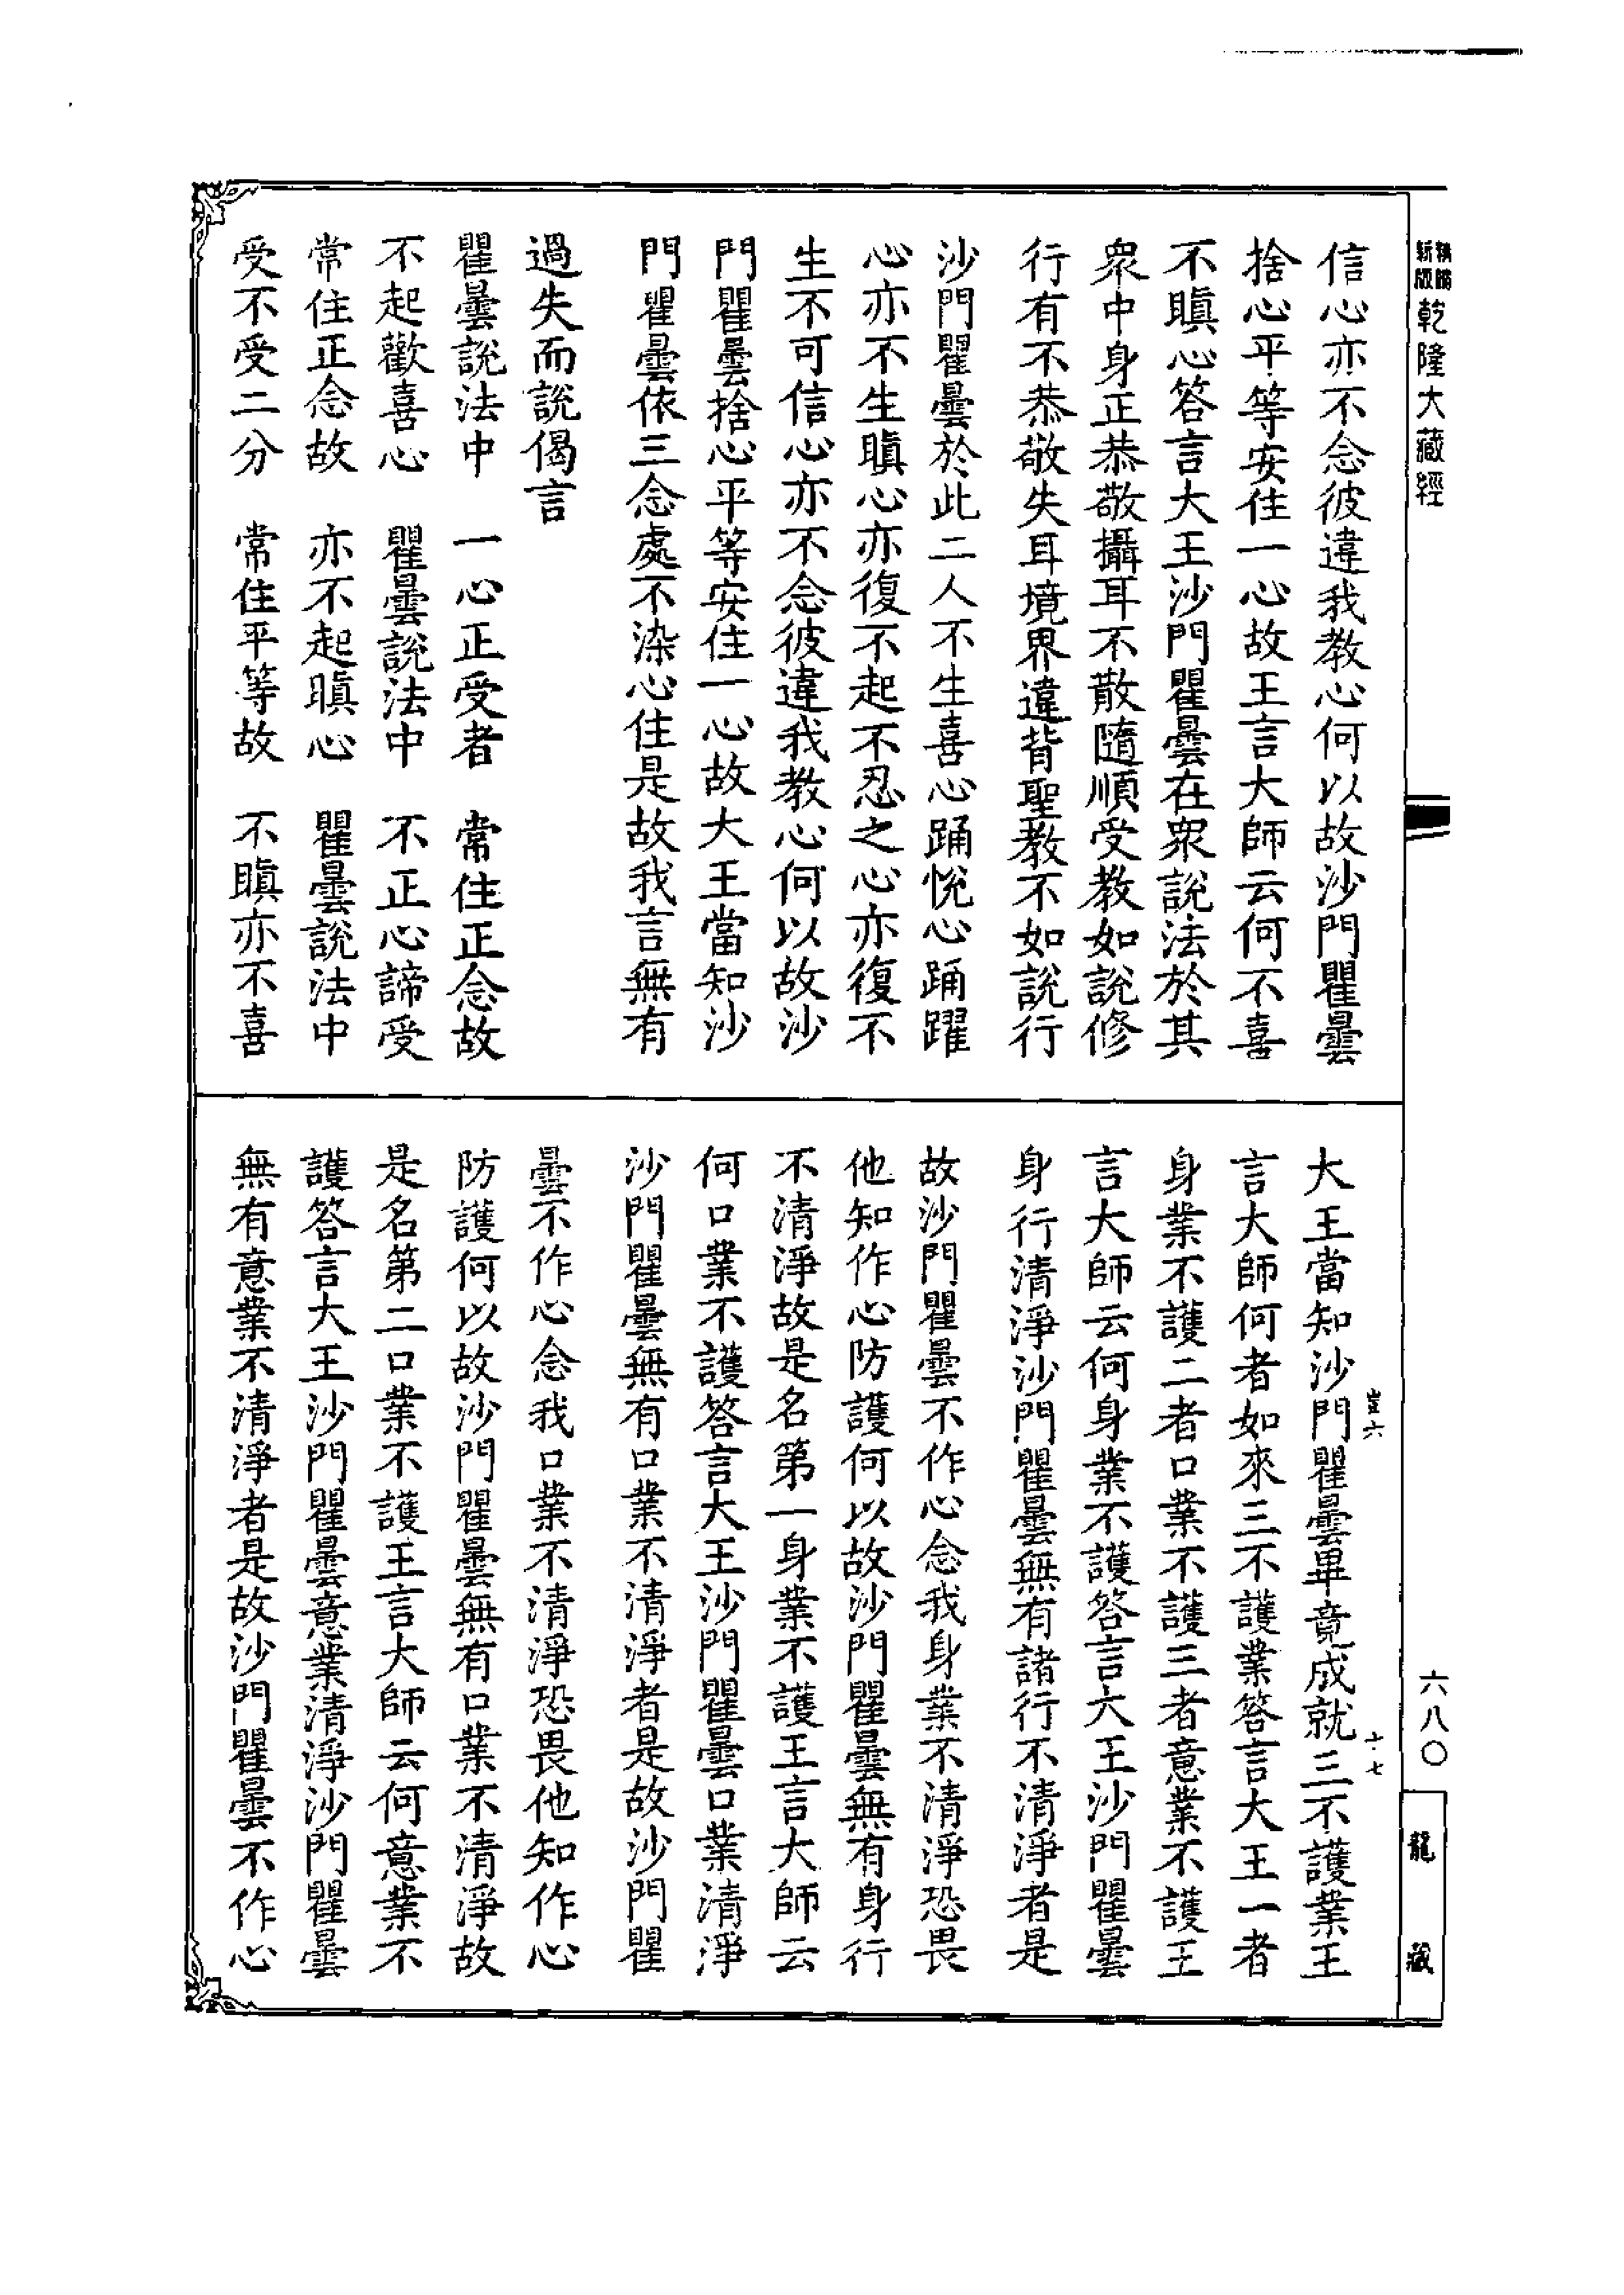 新版
乾隆大藏經
信心亦不念彼違我教心何以故沙門瞿曇
捨心平等安住一心故王言大師云何不喜
不瞋心答言大王沙門瞿曇在眾說法於其
眾中身正恭敬攝耳不散隨順受教如說修
行有不恭敬失耳境界違背聖教不如說行
沙門瞿曇於此二人不生喜心踊悅心踊躍
心亦不生瞋心亦復不起不忍之心亦復不
生不可信心亦不念彼違我教心何以故沙
門瞿曇捨心平等安住一心故大王當知沙
門瞿曇依三念處不染心住是故我言無有
過失而說偈言
瞿曇說法中　一心正受者　常住正念故
不起歡喜心　瞿曇說法中　不正心諦受
常住正念故　亦不起瞋心　瞿曇說法中
受不受二分　常住平等故　不瞋亦不喜
大王當知沙門瞿曇畢竟成就三不護業王
言大師何者如來三不護業答言大王一者
身業不護二者口業不護三者意業不護王
言大師云何身業不護答言大王沙門瞿曇
身行清淨沙門瞿曇無有諸行不清淨者是
故沙門瞿曇不作心念我身業不清淨恐畏
他知作心防護何以故沙門瞿曇無有身行
不清淨故是名第一身業不護王言大師云
何口業不護答言大王沙門瞿曇口業清淨
沙門瞿曇無有口業不清淨者是故沙門瞿
曇不作心念我口業不清淨恐畏他知作心
防護何以故沙門瞿曇無有口業不清淨故
是名第二口業不護王言大師云何意業不
護答言大王沙門瞿曇意業清淨沙門瞿曇
無有意業不清淨者是故沙門瞿曇不作心
豈六
十七
六八〇
龍藏